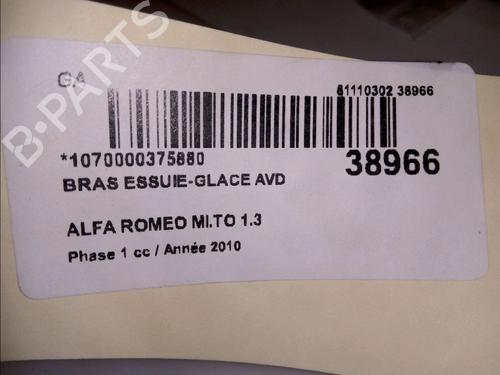 GA
81110302 38966
*1070000375880
38966
BRAS ESSUIE-GLACE AVD
ALFA ROMEO MI.TO 1.3
Phase 1 cc / Année 2010
B-PARTS